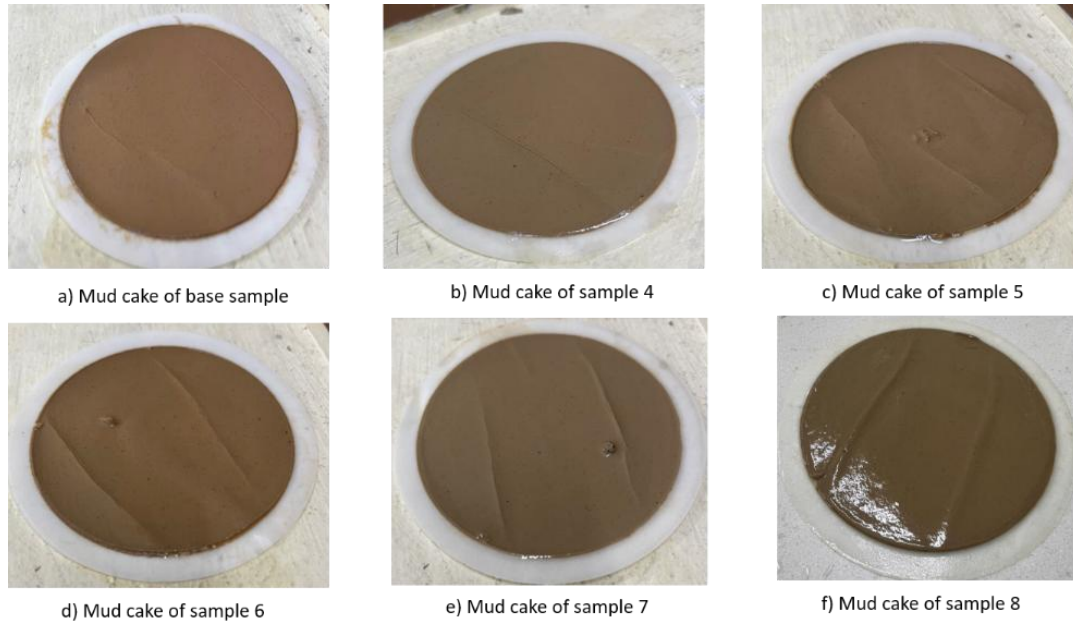 a) Mud cake of base sample
b) Mud cake of sample 4
c) Mud cake of sample 5
d) Mud cake of sample 6
e) Mud cake of sample 7
f) Mud cake of sample 8